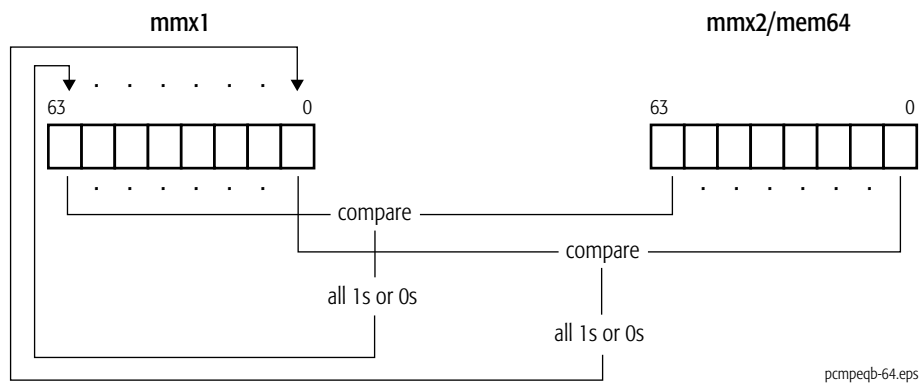 mmx1 mmx2/mem64
. . . . . .
63 0 63 0
. . . . . . . . . . . .
compare
compare
all 1s or 0s
all 1s or 0s
pcmpeqb-64.eps